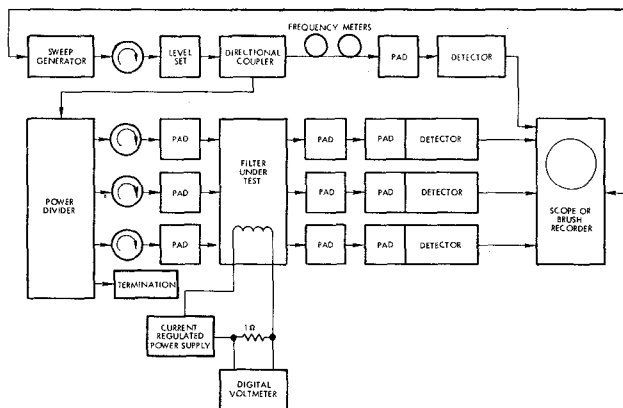 FREQUENCY METERS
SWEEP
GENERATOR
LEVEL
SET
DIRECTIONAL
COUPLER
PAD
DETECTOR
POWER
DIVIDER
PAD
FILTER
UNDER
TEST
PAD
PAD
DETECTOR
PAD
PAD
PAD
DETECTOR
PAD
PAD
PAD
DETECTOR
SCOPE OR
BRUSH
RECORDER
TERMINATION
CURRENT
REGULATED
POWER SUPPLY
1Ω
DIGITAL
VOLTMETER